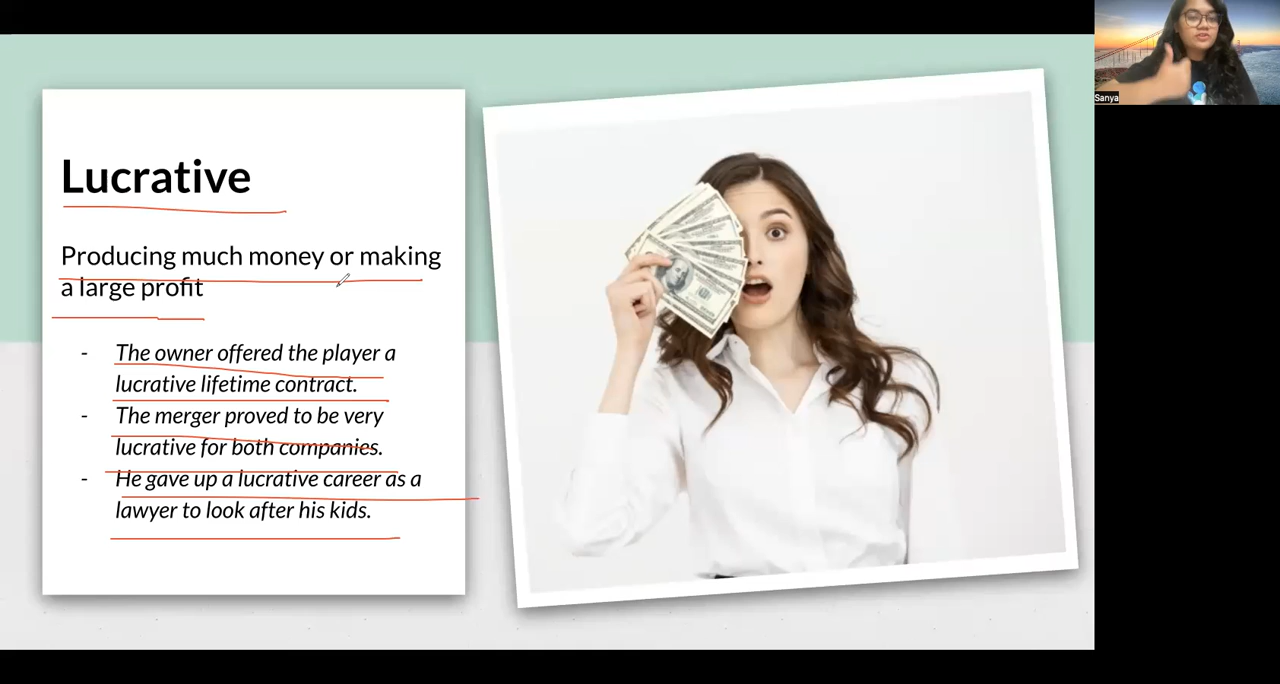 Lucrative
Producing much money or making
a large profit
- The owner offered the player a
lucrative lifetime contract.
- The merger proved to be very
lucrative for both companies.
- He gave up a lucrative career as a
lawyer to look after his kids.
Sanya